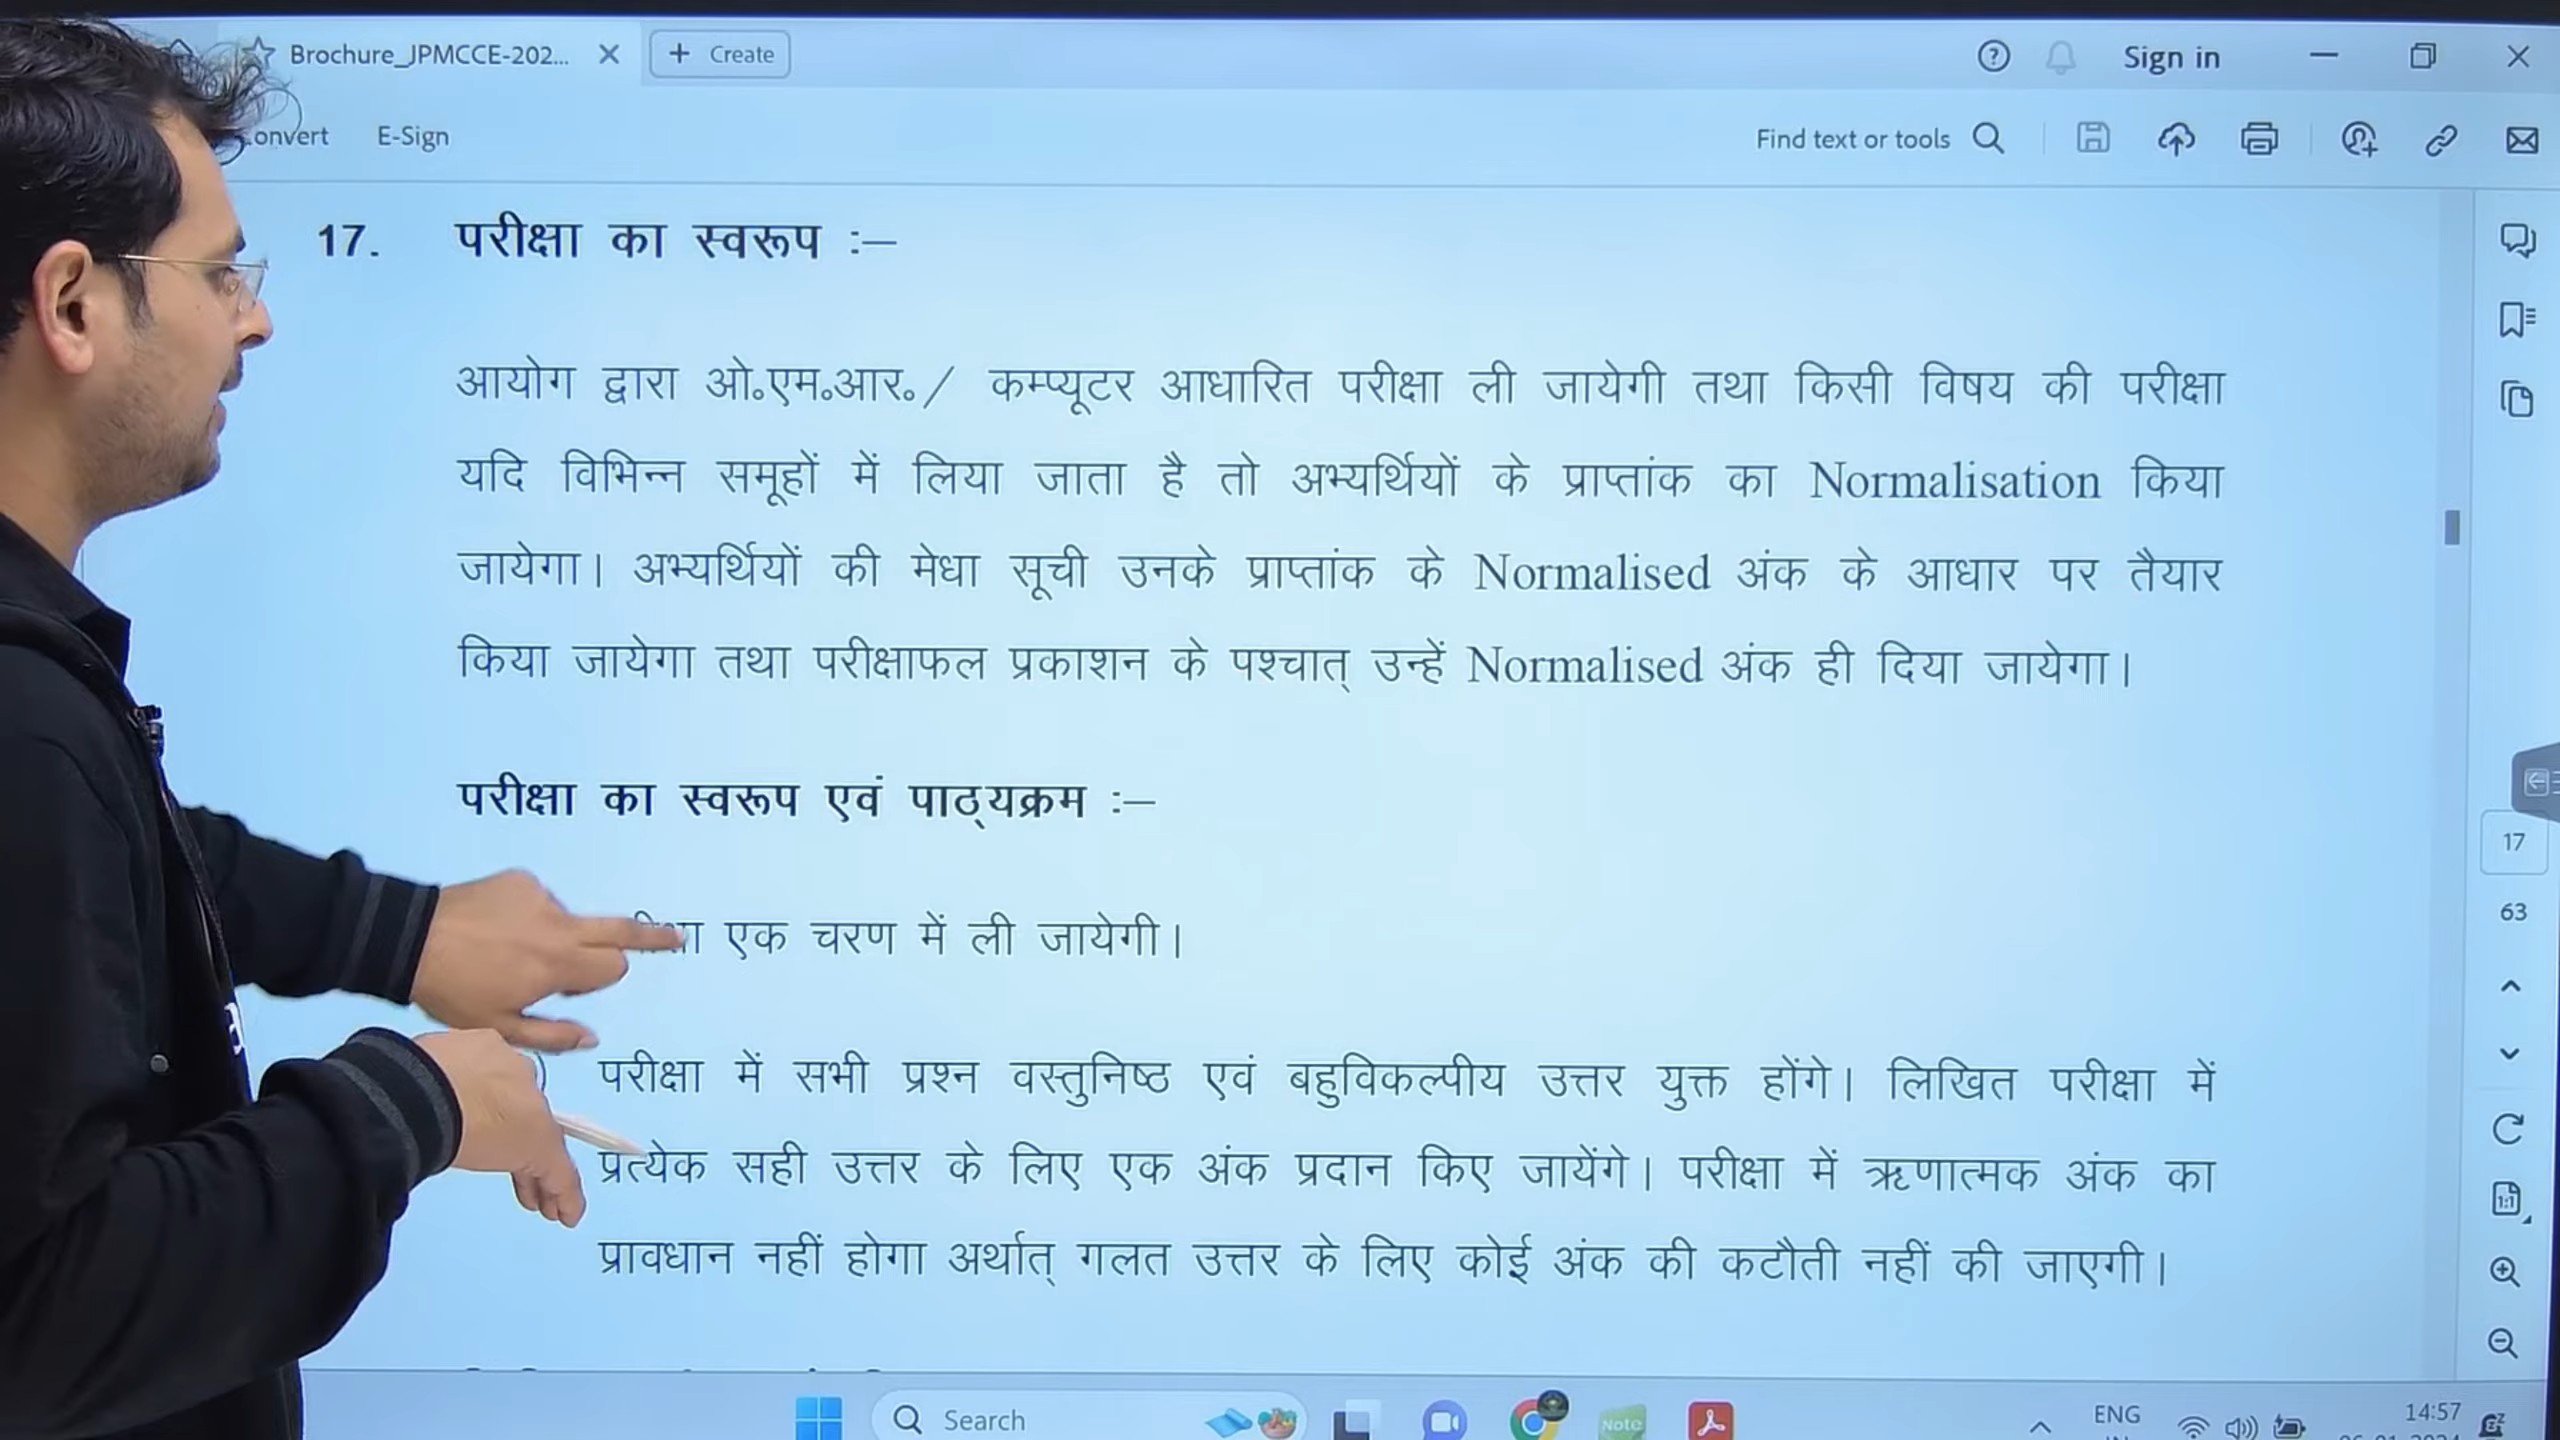 Brochure_JPMCCE-202...
Create
Sign in
onvert
E-Sign
Find text or tools
17. परीक्षा का स्वरूप :–
आयोग द्वारा ओ॰एम॰आर॰/ कम्प्यूटर आधारित परीक्षा ली जायेगी तथा किसी विषय की परीक्षा
यदि विभिन्न समूहों में लिया जाता है तो अभ्यर्थियों के प्राप्तांक का Normalisation किया
जायेगा। अभ्यर्थियों की मेधा सूची उनके प्राप्तांक के Normalised अंक के आधार पर तैयार
किया जायेगा तथा परीक्षाफल प्रकाशन के पश्चात् उन्हें Normalised अंक ही दिया जायेगा।
परीक्षा का स्वरूप एवं पाठ्यक्रम :–
एक चरण में ली जायेगी।
परीक्षा में सभी प्रश्न वस्तुनिष्ठ एवं बहुविकल्पीय उत्तर युक्त होंगे। लिखित परीक्षा में
प्रत्येक सही उत्तर के लिए एक अंक प्रदान किए जायेंगे। परीक्षा में ऋणात्मक अंक का
प्रावधान नहीं होगा अर्थात् गलत उत्तर के लिए कोई अंक की कटौती नहीं की जाएगी।
17
63
1:1
Search
Note
ENG
14:57